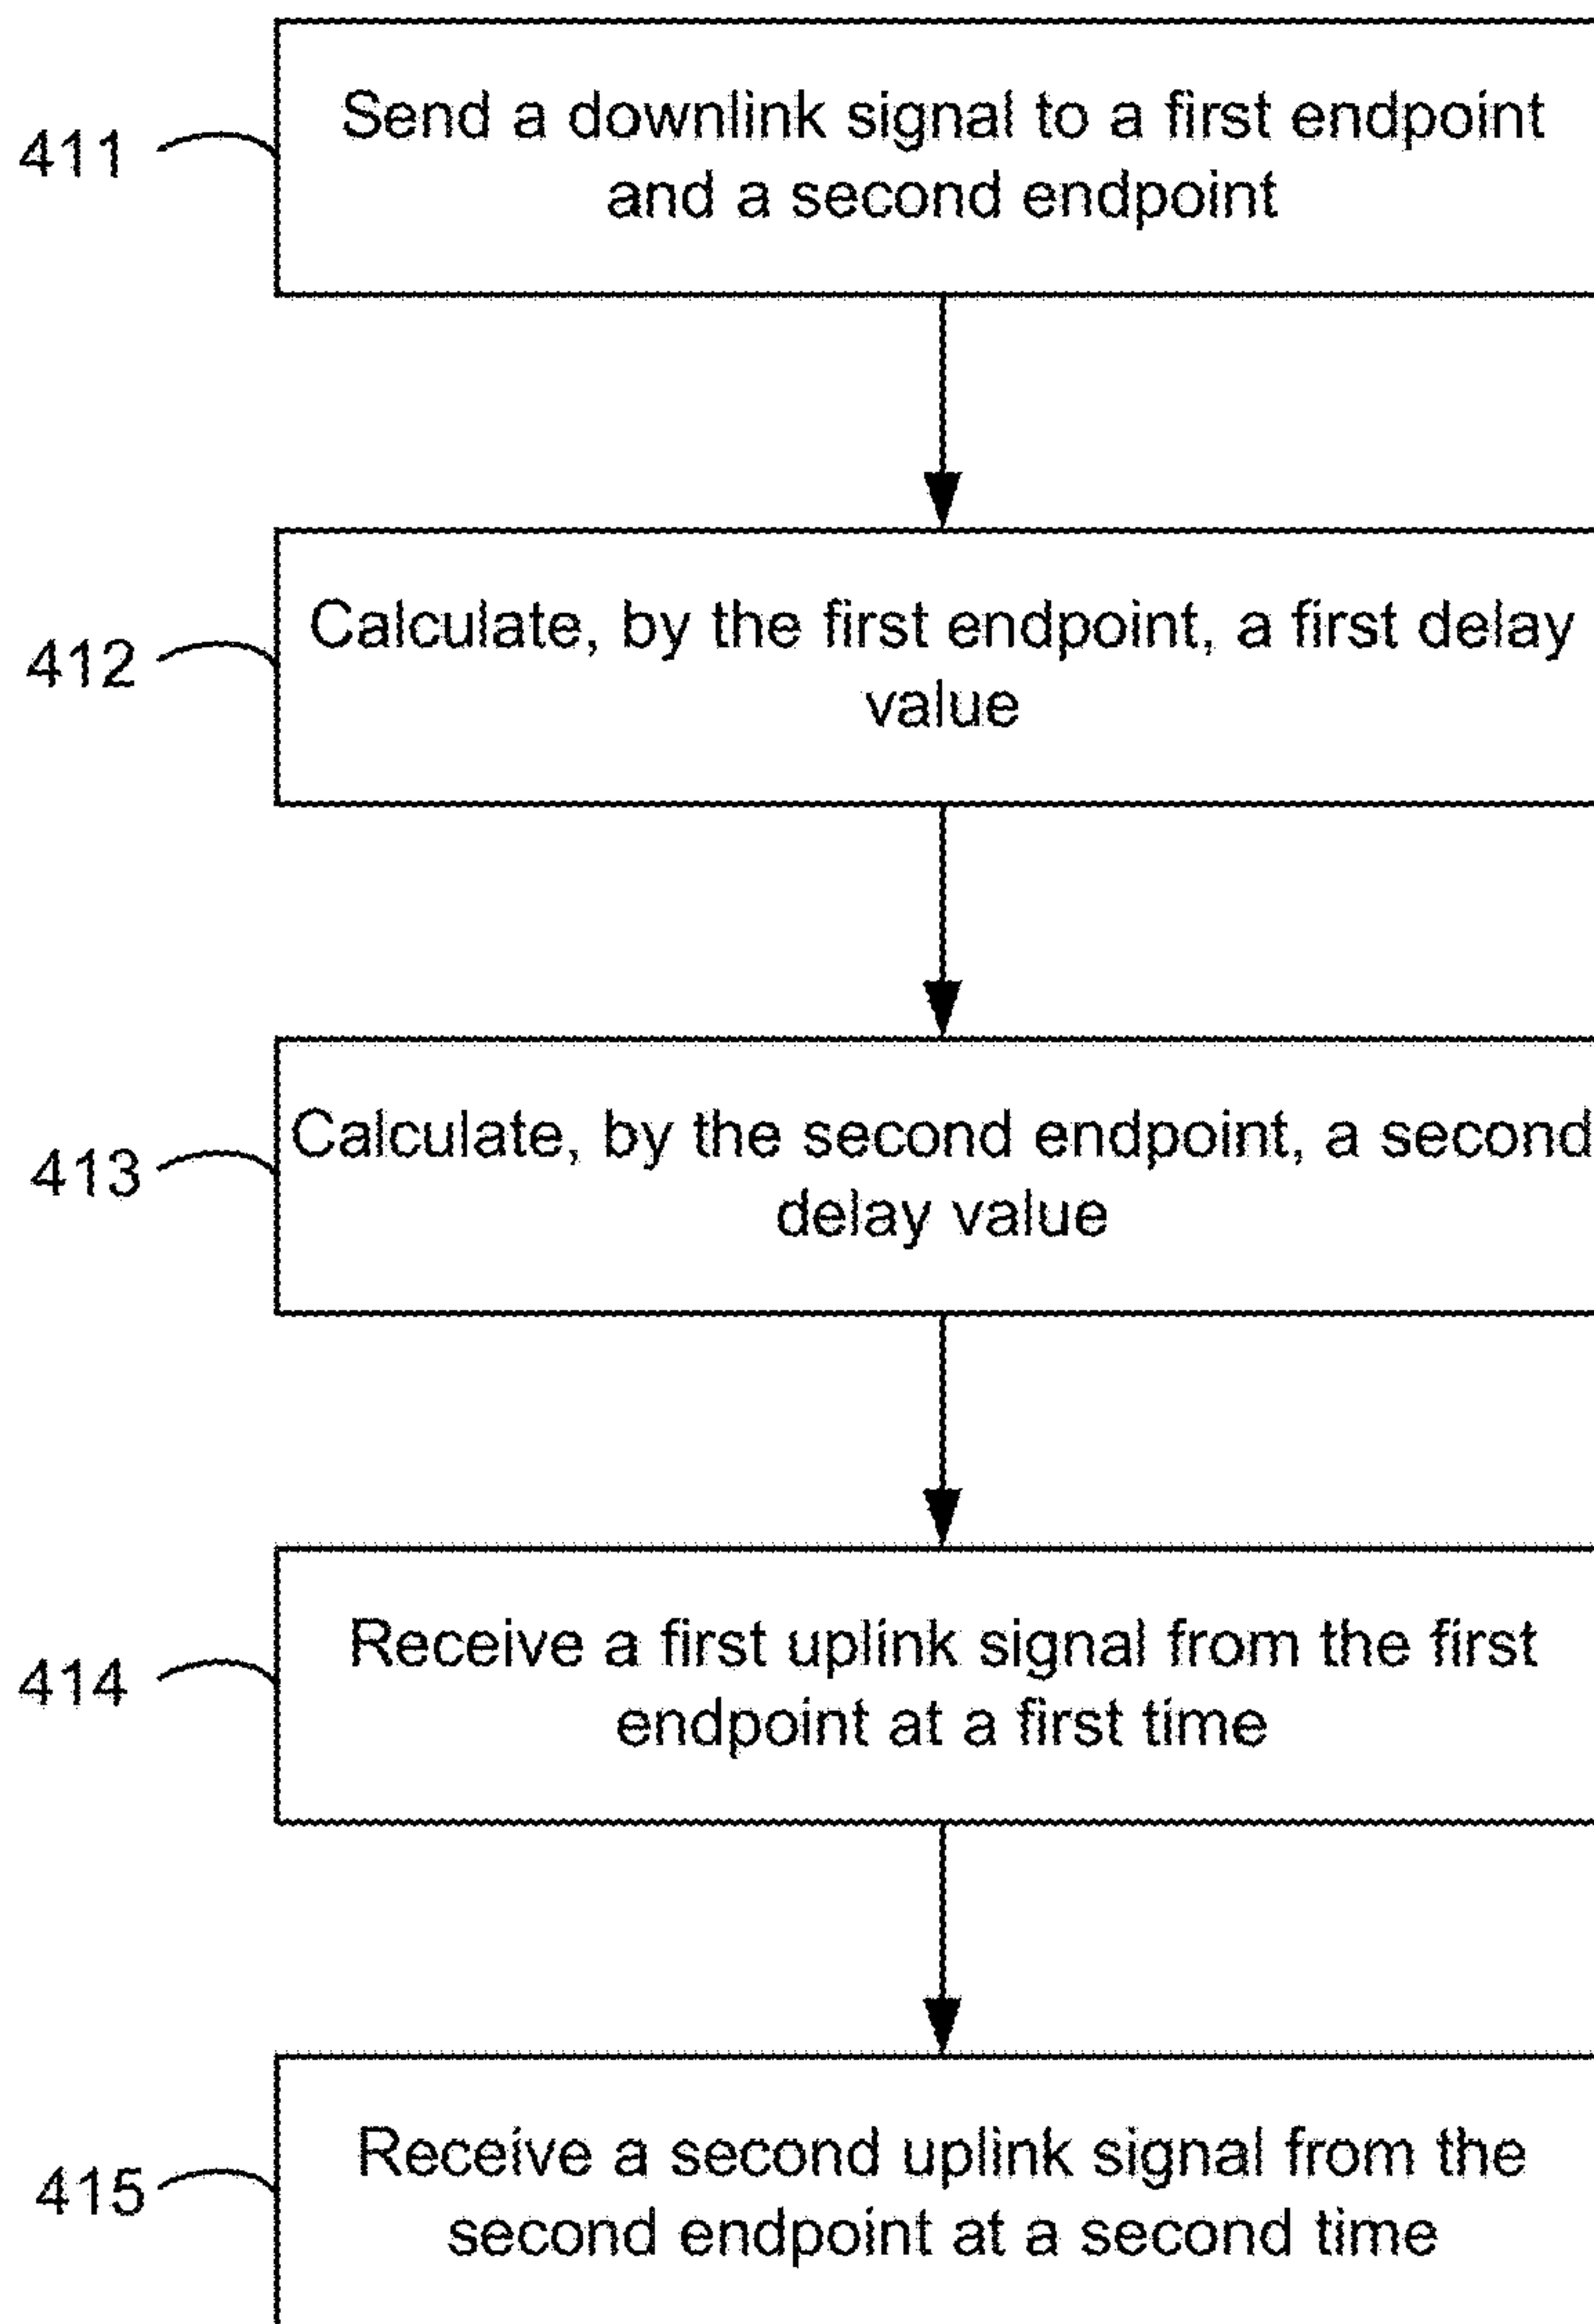 411
Send a downlink signal to a first endpoint
and a second endpoint
412
Calculate, by the first endpoint, a first delay
value
413
Calculate, by the second endpoint, a second
delay value
414
Receive a first uplink signal from the first
endpoint at a first time
415
Receive a second uplink signal from the
second endpoint at a second time